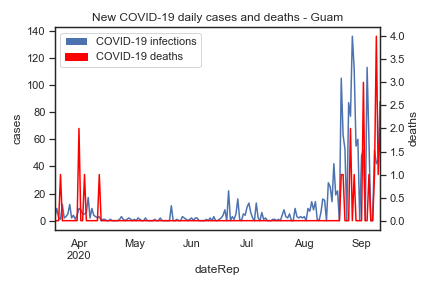 New COVID-19 daily cases and deaths - Guam
COVID-19 infections
COVID-19 deaths
cases
140
120
100
80
60
40
20
0
deaths
4.0
3.5
3.0
2.5
2.0
1.5
1.0
0.5
0.0
Apr May Jun Jul Aug Sep
2020
dateRep